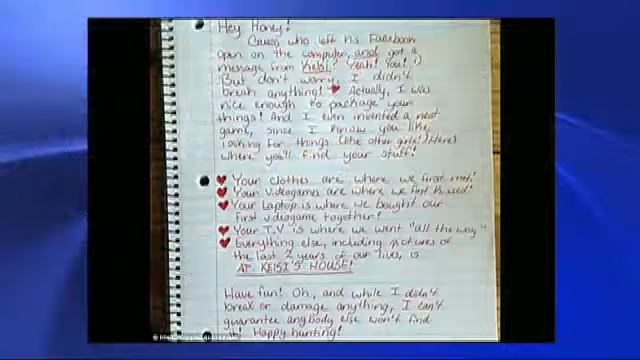 Hey Honey!
Guess who left his Facebook
open on the computer, and got a
message from Keisi? Yeah! You! :)
But don't worry, I didn't
break anything! Actually, I was
nice enough to package your
things! And I even invented a neat
game, since I know you like
looking for things (like other girls!) Here's
where you'll find your stuff!
Your clothes are where we first met!
Your Videogames are where we first kissed!
Your Laptop is where we bought our
first videogame together!
Your T.V is where we went "all the way"
Everything else, including pictures of
the last 2 years of our lives, is
AT KEISI'S HOUSE!
Have fun! Oh, and while I didn't
break or damage anything, I can't
guarantee anybody else won't find
it! Happy hunting!